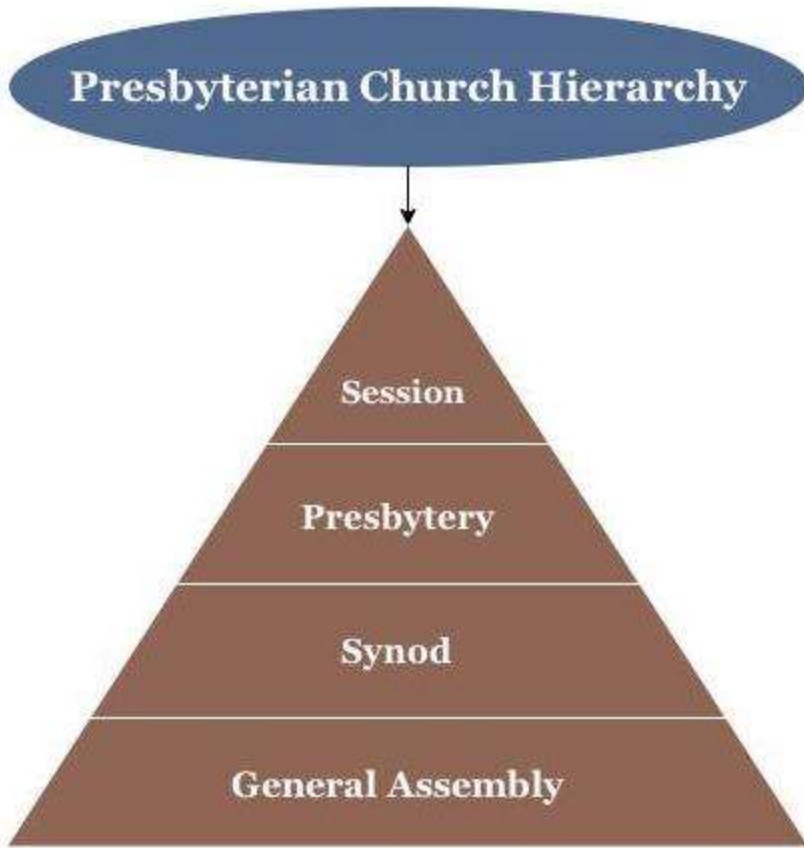 Presbyterian Church Hierarchy
Session
Presbytery
Synod
General Assembly